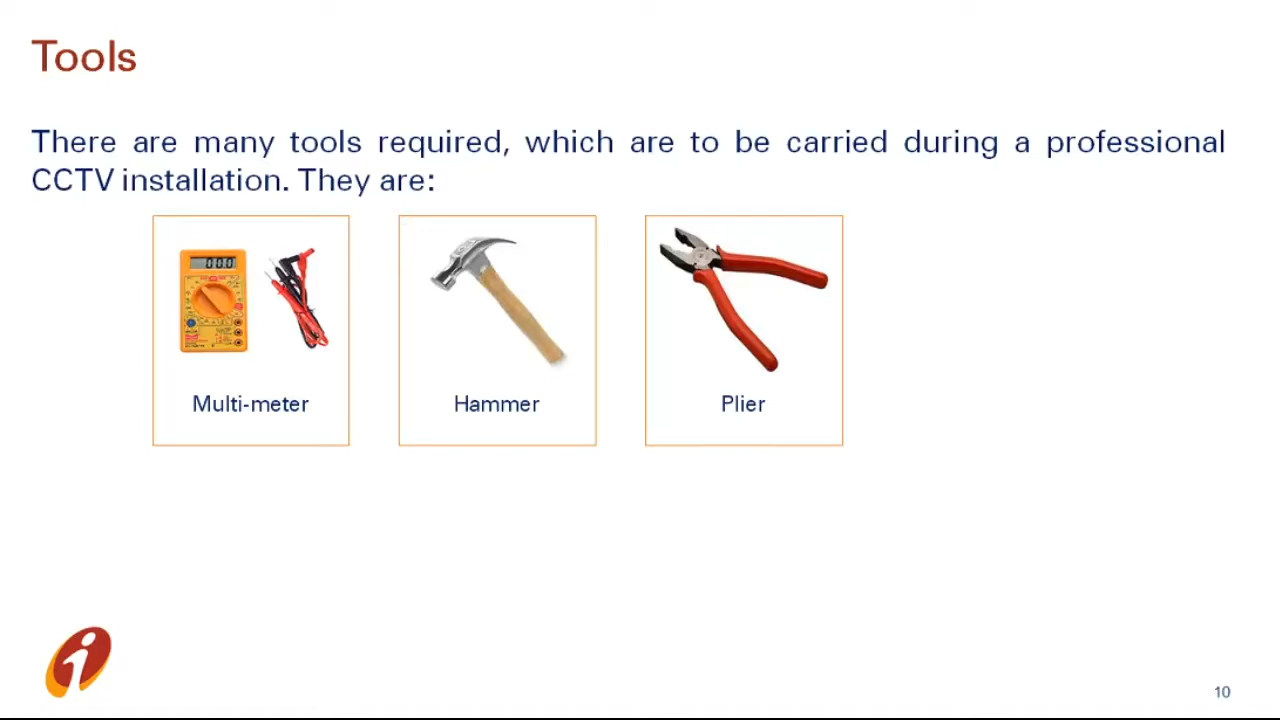 Tools
There are many tools required, which are to be carried during a professional
CCTV installation. They are:
000
Multi-meter
Hammer
Plier
i
10